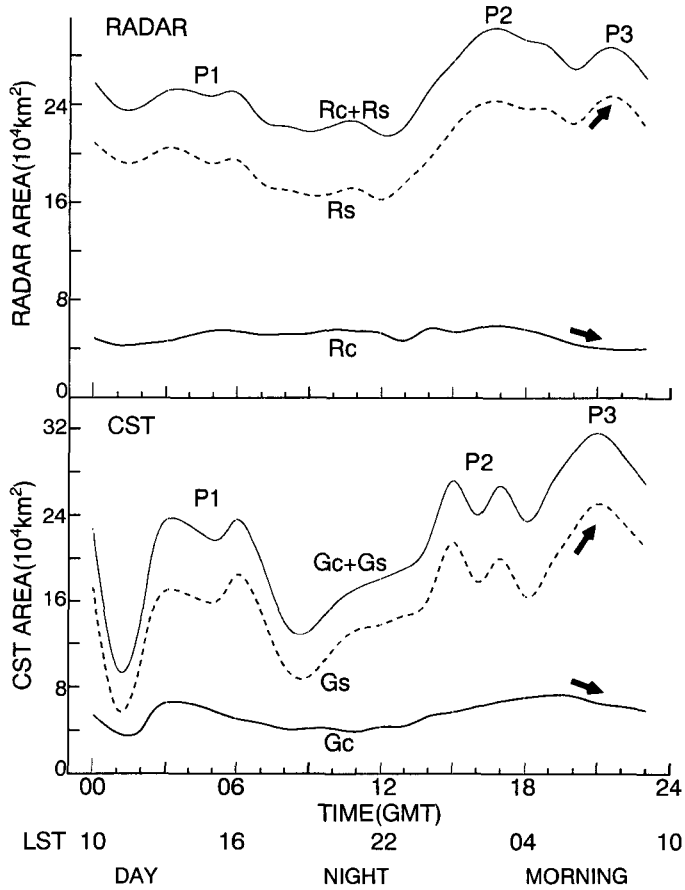 RADAR
RADAR AREA(10⁴km²)
24
16
8
0
P1
P2
P3
Rc+Rs
Rs
Rc
CST
CST AREA(10⁴km²)
32
24
16
8
0
P1
P2
P3
Gc+Gs
Gs
Gc
00 06 12 18 24
TIME(GMT)
LST 10 16 22 04 10
DAY NIGHT MORNING